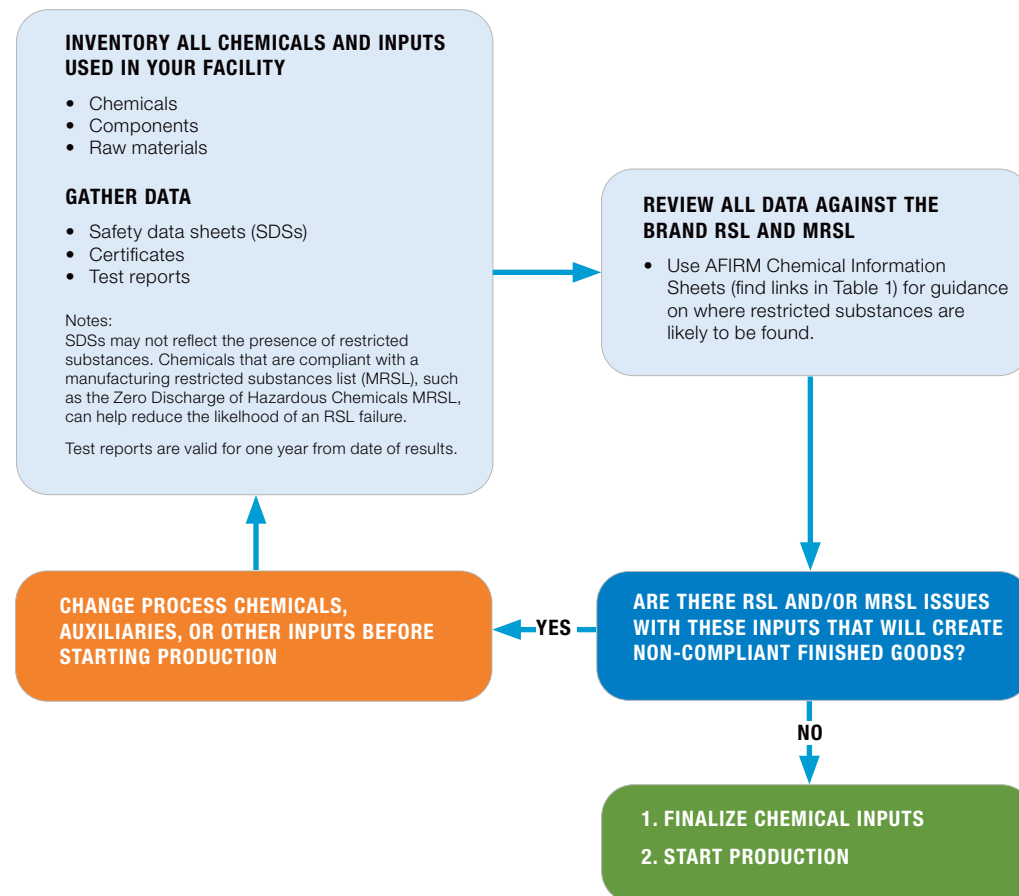 INVENTORY ALL CHEMICALS AND INPUTS
USED IN YOUR FACILITY
• Chemicals
• Components
• Raw materials
GATHER DATA
• Safety data sheets (SDSs)
• Certificates
• Test reports
Notes:
SDSs may not reflect the presence of restricted
substances. Chemicals that are compliant with a
manufacturing restricted substances list (MRSL), such
as the Zero Discharge of Hazardous Chemicals MRSL,
can help reduce the likelihood of an RSL failure.
Test reports are valid for one year from date of results.
REVIEW ALL DATA AGAINST THE
BRAND RSL AND MRSL
• Use AFIRM Chemical Information
Sheets (find links in Table 1) for guidance
on where restricted substances are
likely to be found.
ARE THERE RSL AND/OR MRSL ISSUES
WITH THESE INPUTS THAT WILL CREATE
NON-COMPLIANT FINISHED GOODS?
YES
CHANGE PROCESS CHEMICALS,
AUXILIARIES, OR OTHER INPUTS BEFORE
STARTING PRODUCTION
NO
1. FINALIZE CHEMICAL INPUTS
2. START PRODUCTION